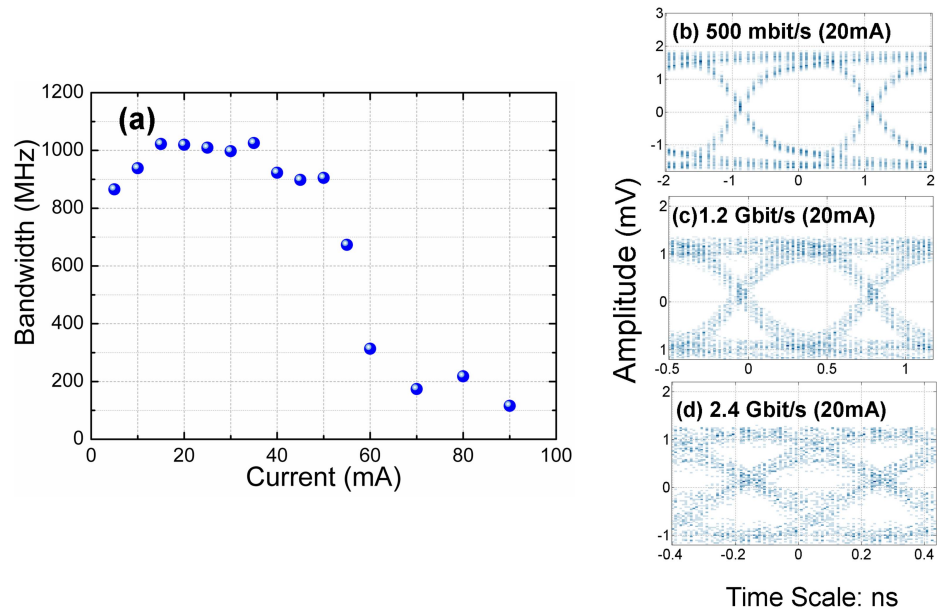 (a)
1200
1000
800
600
400
200
0
Bandwidth (MHz)
0 20 40 60 80 100
Current (mA)
(b) 500 mbit/s (20mA)
3
2
1
0
-1
-2 -1 0 1 2
(c)1.2 Gbit/s (20mA)
2
1
0
1
-0.5 0 0.5 1
(d) 2.4 Gbit/s (20mA)
2
1
0
-1
-0.4 -0.2 0 0.2 0.4
Amplitude (mV)
Time Scale: ns